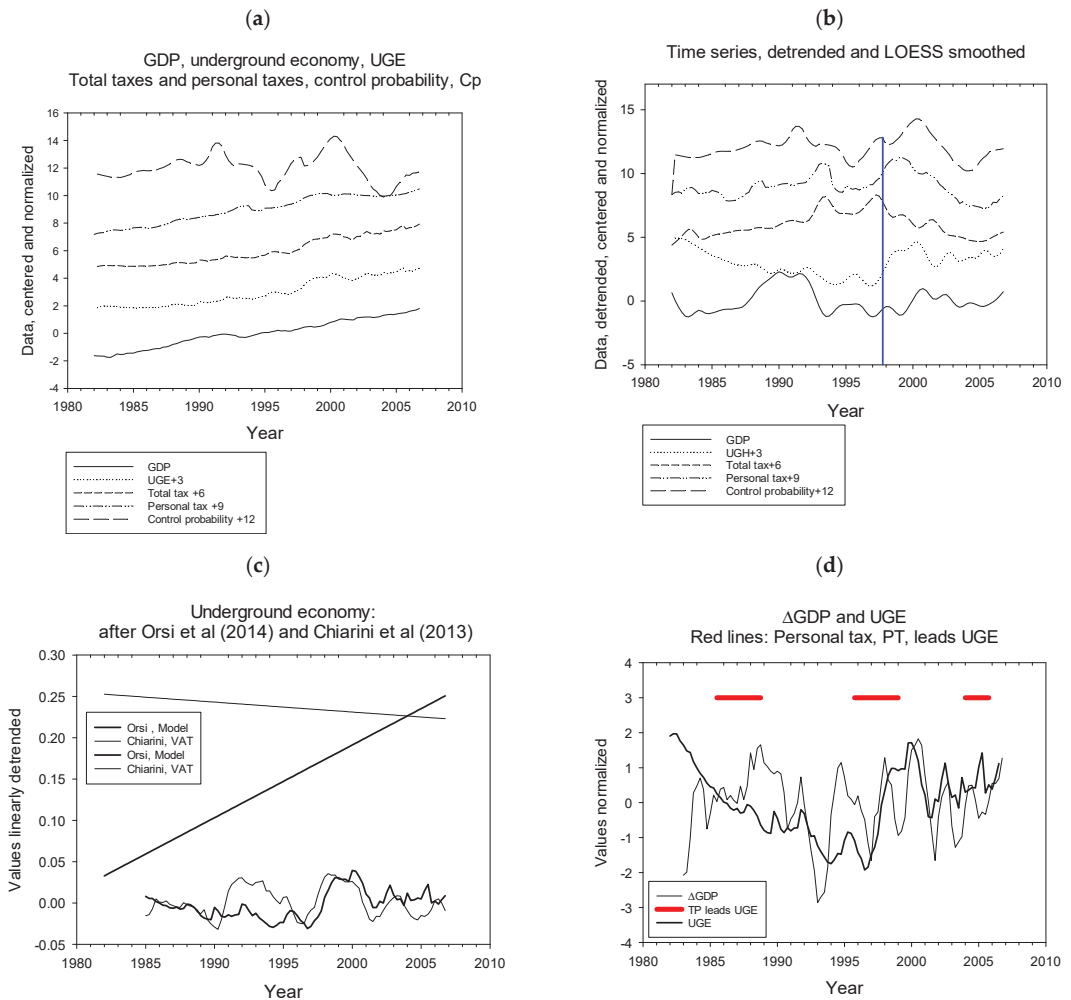 (a)
GDP, underground economy, UGE
Total taxes and personal taxes, control probability, Cp
Data, centered and normalized
16
14
12
10
8
6
4
2
0
-2
-4
1980 1985 1990 1995 2000 2005 2010
Year
GDP
UGE+3
Total tax +6
Personal tax +9
Control probability +12
(b)
Time series, detrended and LOESS smoothed
Data, detrended, centered and normalized
15
10
5
0
-5
1980 1985 1990 1995 2000 2005 2010
Year
GDP
UGH+3
Total tax+6
Personal tax+9
Control probability+12
(c)
Underground economy:
after Orsi et al (2014) and Chiarini et al (2013)
Values linearly detrended
0.30
0.25
0.20
0.15
0.10
0.05
0.00
-0.05
Orsi , Model
Chiarini, VAT
Orsi, Model
Chiarini, VAT
1980 1985 1990 1995 2000 2005 2010
Year
(d)
ΔGDP and UGE
Red lines: Personal tax, PT, leads UGE
Values normalized
4
3
2
1
0
-1
-2
-3
-4
ΔGDP
TP leads UGE
UGE
1980 1985 1990 1995 2000 2005 2010
Year